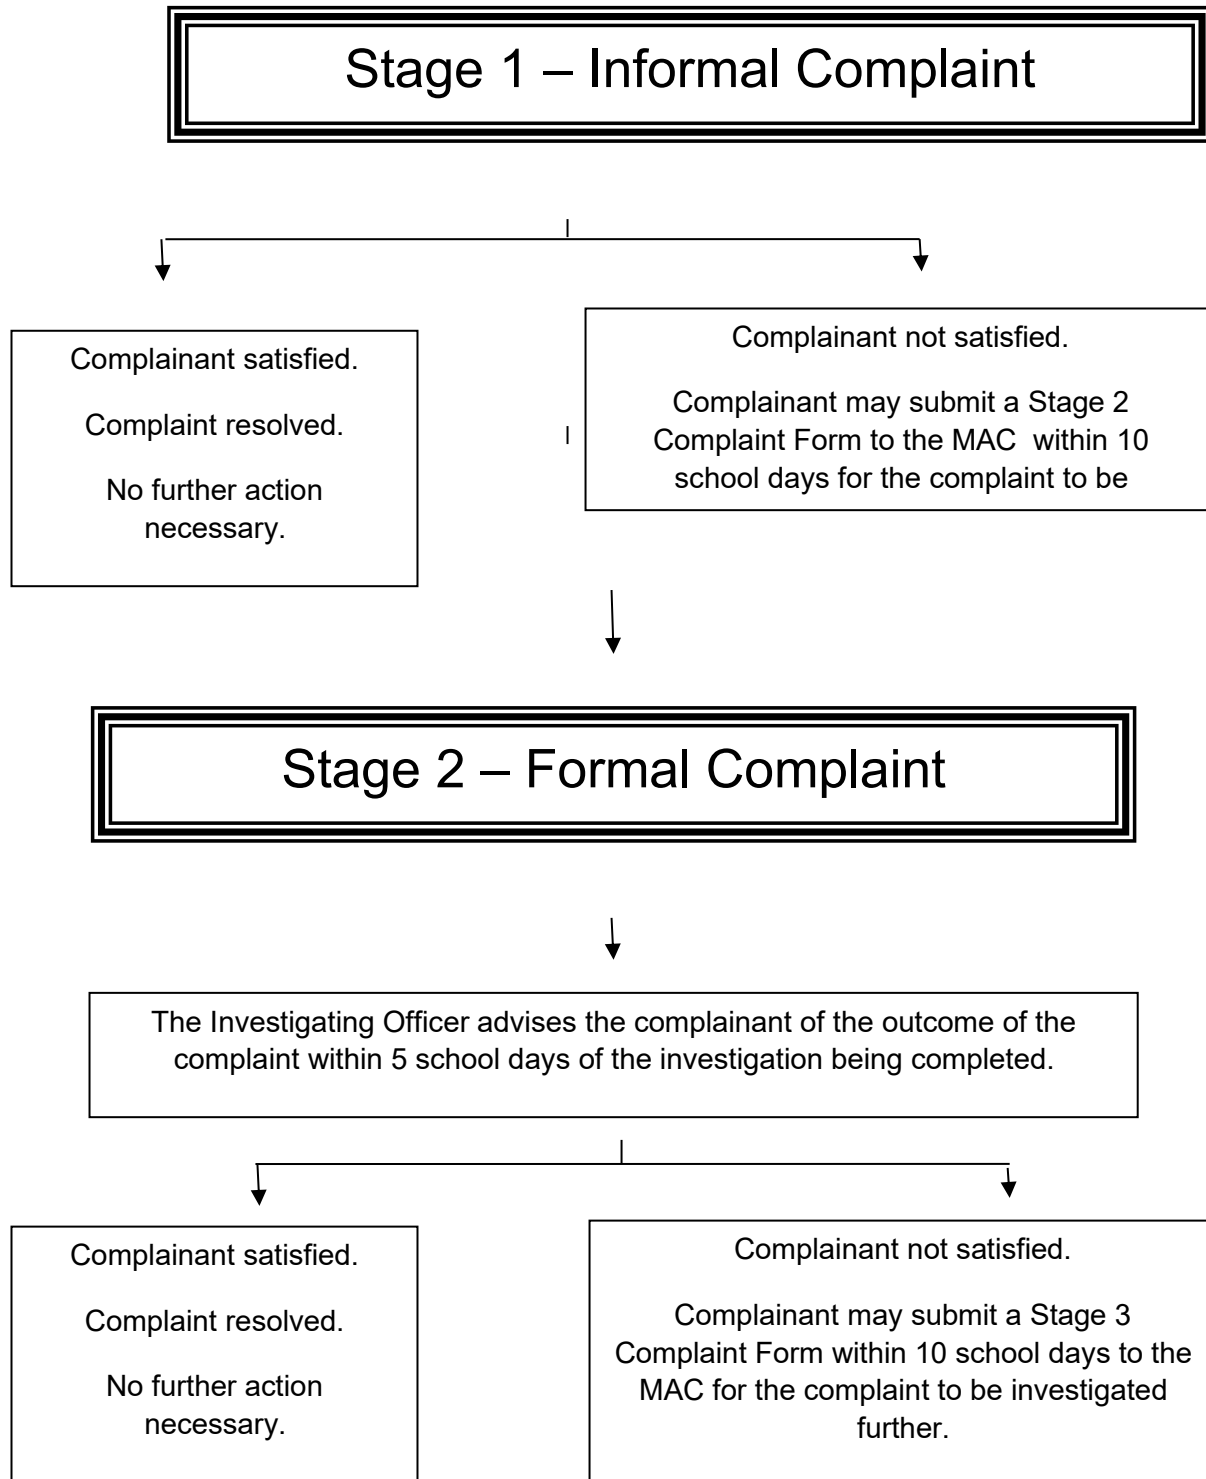 Stage 1 – Informal Complaint
Complainant satisfied.
Complaint resolved.
No further action
necessary.
Complainant not satisfied.
Complainant may submit a Stage 2
Complaint Form to the MAC within 10
school days for the complaint to be
Stage 2 – Formal Complaint
The Investigating Officer advises the complainant of the outcome of the
complaint within 5 school days of the investigation being completed.
Complainant satisfied.
Complaint resolved.
No further action
necessary.
Complainant not satisfied.
Complainant may submit a Stage 3
Complaint Form within 10 school days to the
MAC for the complaint to be investigated
further.